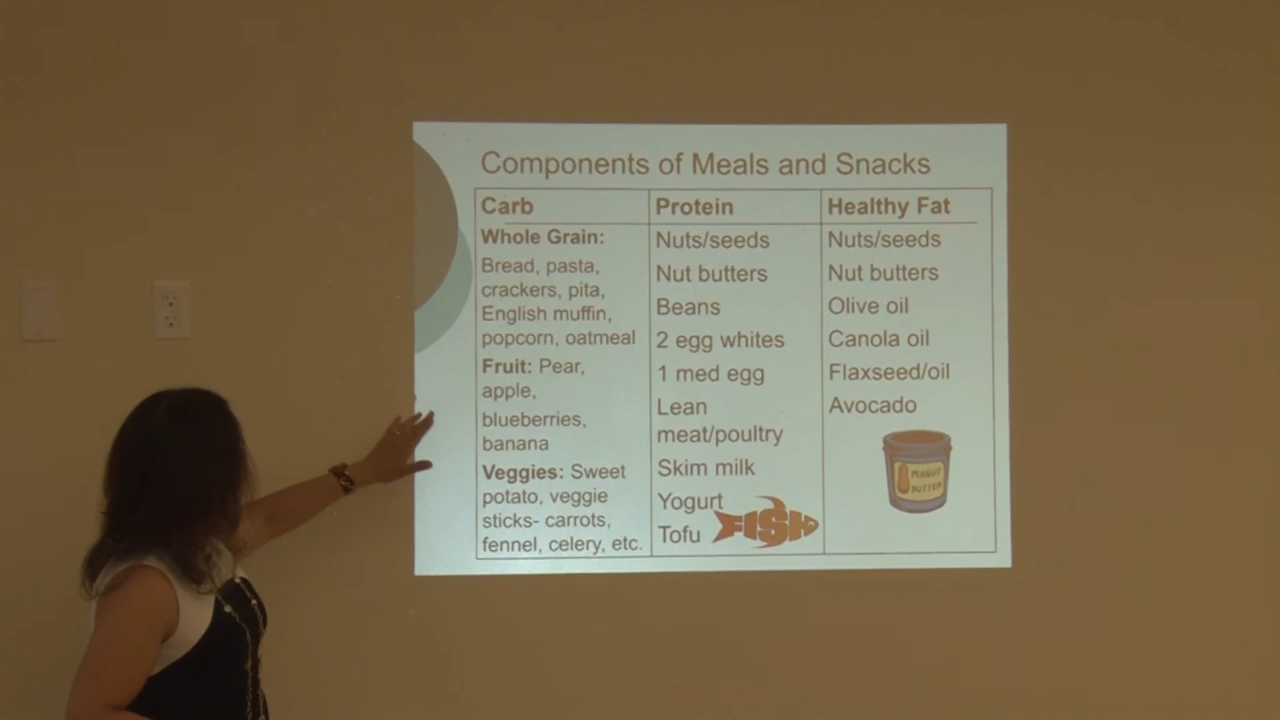 Components of Meals and Snacks
Carb
Whole Grain:
Bread, pasta,
crackers, pita,
English muffin,
popcorn, oatmeal
Fruit: Pear,
apple,
blueberries,
banana
Veggies: Sweet
potato, veggie
sticks- carrots,
fennel, celery, etc.
Protein
Nuts/seeds
Nut butters
Beans
2 egg whites
1 med egg
Lean
meat/poultry
Skim milk
Yogurt
Tofu
FISH
Healthy Fat
Nuts/seeds
Nut butters
Olive oil
Canola oil
Flaxseed/oil
Avocado
PEANUT
BUTTER